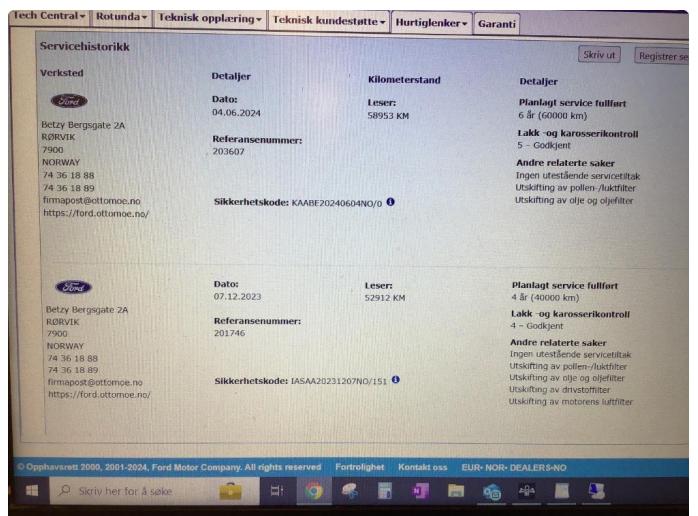 Tech Central Rotunda Teknisk opplæring Teknisk kundestøtte Hurtiglenker Garanti
Servicehistorikk
Skriv ut
Registrer se
Verksted
Detaljer
Kilometerstand
Detaljer
Ford
Betzy Bergsgate 2A
RØRVIK
7900
NORWAY
74 36 18 88
74 36 18 89
firmapost@ottomoe.no
https://ford.ottomoe.no/
Dato:
04.06.2024
Referansenummer:
203607
Sikkerhetskode: KAABE20240604NO/0
Leser:
58953 KM
Planlagt service fullført
6 år (60000 km)
Lakk -og karosserikontroll
5 – Godkjent
Andre relaterte saker
Ingen utestående servicetiltak
Utskifting av pollen-/luktfilter
Utskifting av olje og oljefilter
Ford
Betzy Bergsgate 2A
RØRVIK
7900
NORWAY
74 36 18 88
74 36 18 89
firmapost@ottomoe.no
https://ford.ottomoe.no/
Dato:
07.12.2023
Referansenummer:
201746
Sikkerhetskode: IASAA20231207NO/151
Leser:
52912 KM
Planlagt service fullført
4 år (40000 km)
Lakk -og karosserikontroll
4 – Godkjent
Andre relaterte saker
Ingen utestående servicetiltak
Utskifting av pollen-/luktfilter
Utskifting av olje og oljefilter
Utskifting av drivstoffilter
Utskifting av motorens luftfilter
© Opphavsrett 2000, 2001-2024, Ford Motor Company. All rights reserved Fortrolighet Kontakt oss EUR- NOR- DEALERS-NO
Skriv her for å søke